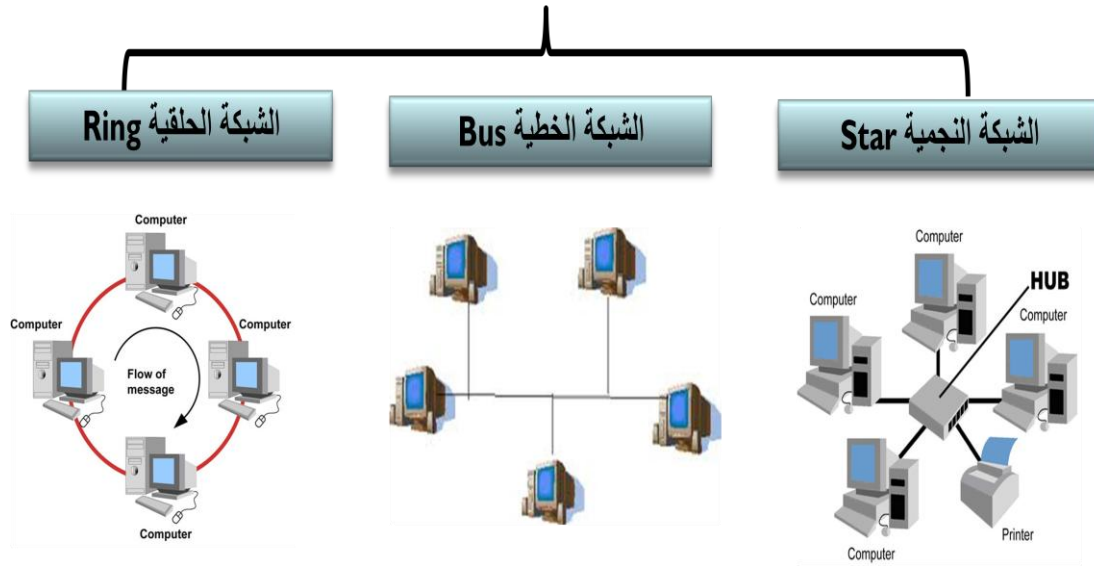 الشبكة النجمية Star
الشبكة الخطية Bus
الشبكة الحلقية Ring
Computer
HUB
Computer
Computer
Computer
Printer
Computer
Computer
Computer
Flow of
message
Computer